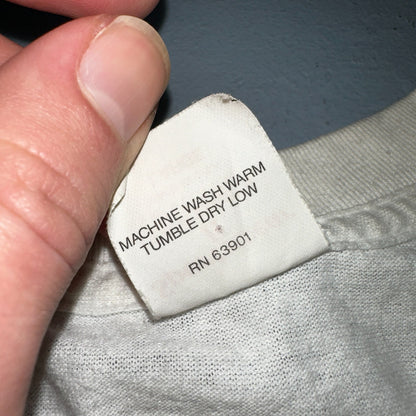 MACHINE WASH WARM
TUMBLE DRY LOW
RN 63901